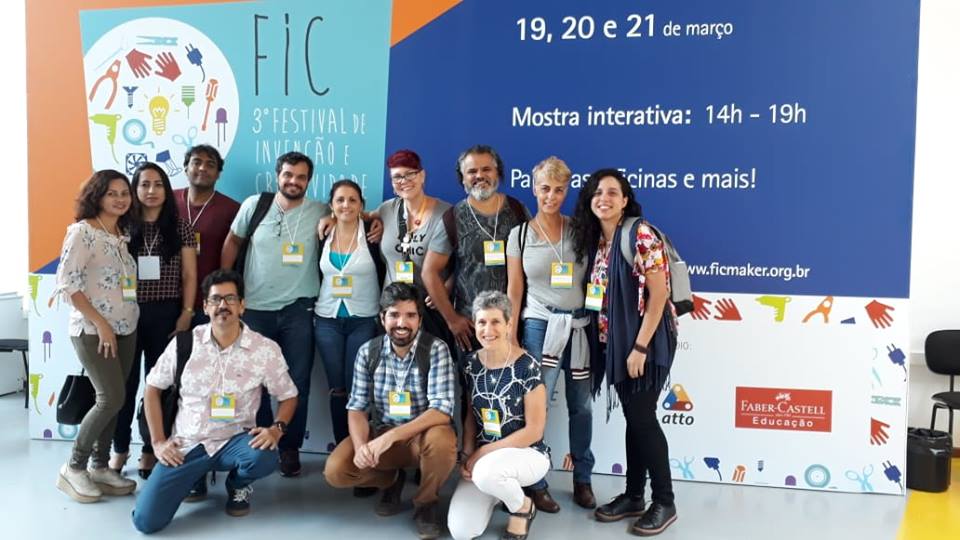 FIC
3º FESTIVAL DE
INVENÇÃO E
19, 20 e 21 de março
Mostra interativa: 14h - 19h
e mais!
www.ficmaker.org.br
atto
FABER-CASTELL
Educação